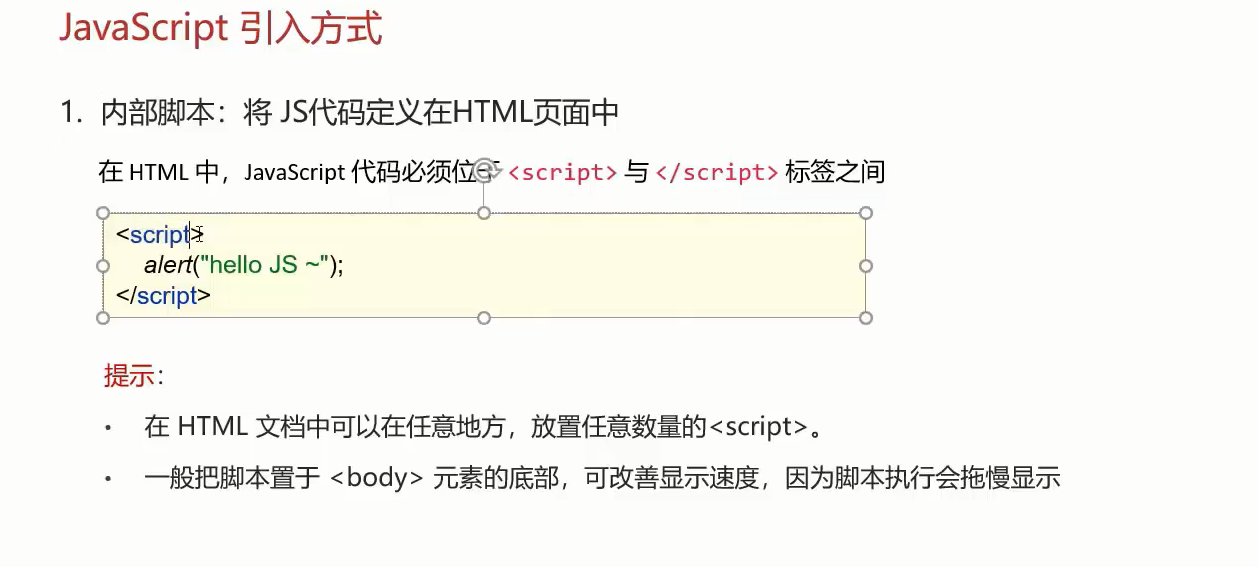 JavaScript 引入方式
1. 内部脚本：将 JS代码定义在HTML页面中
在 HTML 中，JavaScript 代码必须位于 <script> 与 </script> 标签之间
<script>
alert("hello JS ~");
</script>
提示：
• 在 HTML 文档中可以在任意地方，放置任意数量的<script>。
• 一般把脚本置于 <body> 元素的底部，可改善显示速度，因为脚本执行会拖慢显示